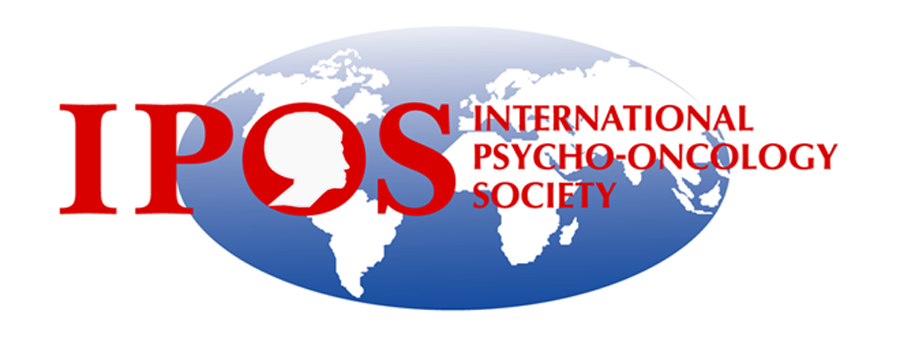 IPOS
INTERNATIONAL
PSYCHO-ONCOLOGY
SOCIETY